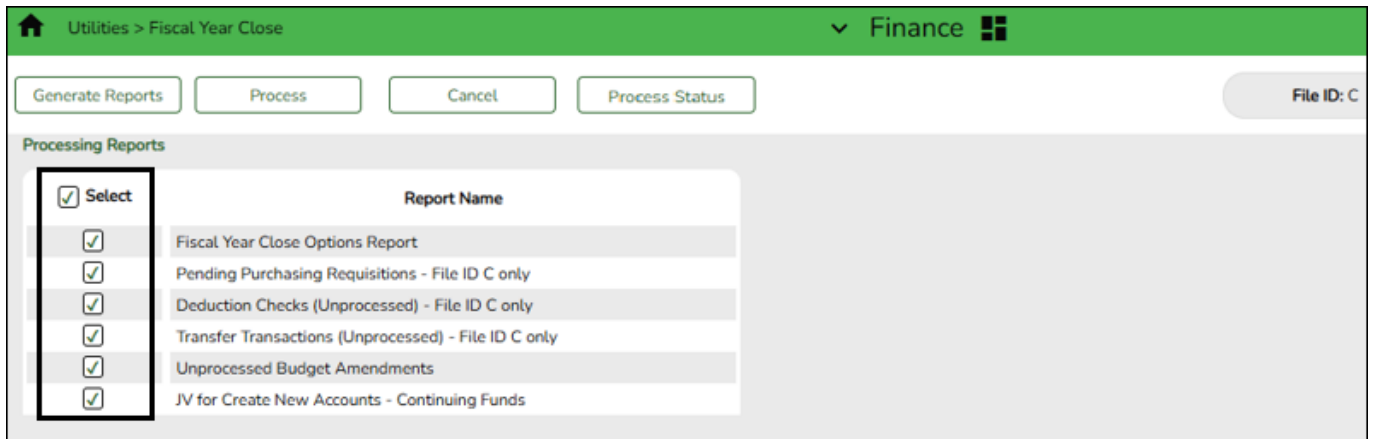 Utilities > Fiscal Year Close
Finance
Generate Reports Process Cancel Process Status File ID: C
Processing Reports
Select Report Name
Fiscal Year Close Options Report
Pending Purchasing Requisitions - File ID C only
Deduction Checks (Unprocessed) - File ID C only
Transfer Transactions (Unprocessed) - File ID C only
Unprocessed Budget Amendments
JV for Create New Accounts - Continuing Funds